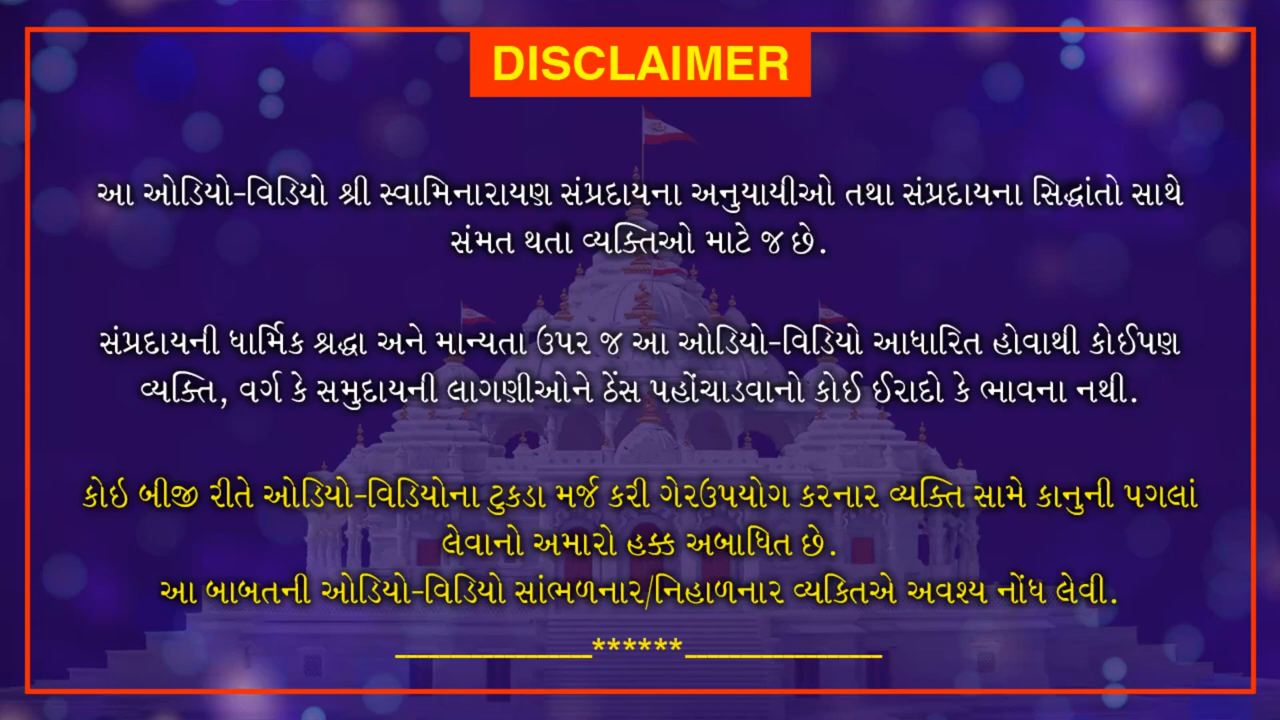 DISCLAIMER
આ ઓડિયો-વિડિયો શ્રી સ્વામિનારાયણ સંપ્રદાયના અનુયાયીઓ તથા સંપ્રદાયના સિદ્ધાંતો સાથે
સંમત થતા વ્યક્તિઓ માટે જ છે.
સંપ્રદાયની ધાર્મિક શ્રદ્ધા અને માન્યતા ઉપર જ આ ઓડિયો-વિડિયો આધારિત હોવાથી કોઈપણ
વ્યક્તિ, વર્ગ કે સમુદાયની લાગણીઓને ઠેંસ પહોંચાડવાનો કોઈ ઈરાદો કે ભાવના નથી.
કોઇ બીજી રીતે ઓડિયો-વિડિયોના ટુકડા મર્જ કરી ગેરઉપયોગ કરનાર વ્યક્તિ સામે કાનુની પગલાં
લેવાનો અમારો હક્ક અબાધિત છે.
આ બાબતની ઓડિયો-વિડિયો સાંભળનાર/નિહાળનાર વ્યકિતએ અવશ્ય નોંધ લેવી.
______________******______________